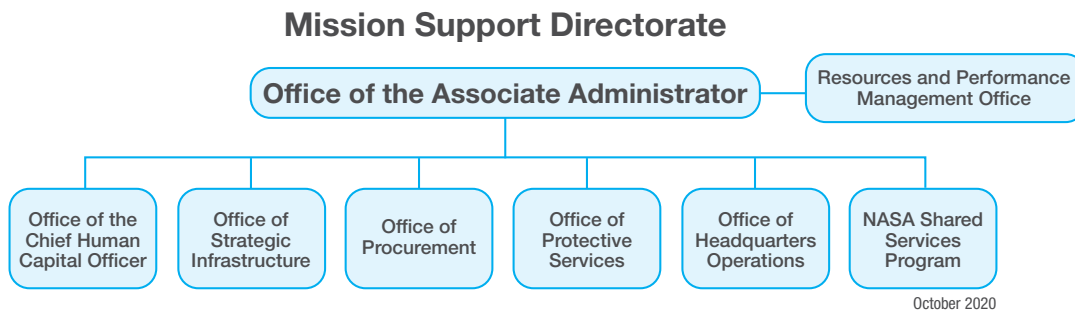 Mission Support Directorate
Office of the Associate Administrator
Resources and Performance
Management Office
Office of the
Chief Human
Capital Officer
Office of
Strategic
Infrastructure
Office of
Procurement
Office of
Protective
Services
Office of
Headquarters
Operations
NASA Shared
Services
Program
October 2020